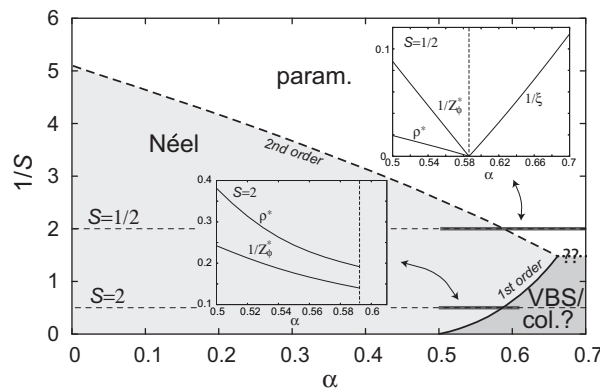 6
5
4
3
2
1
0
1/S
0
0.1
0.2
0.3
0.4
0.5
0.6
0.7
α
param.
Néel
2nd order
1st order
S=1/2
S=2
??
VBS/
col.?
S=1/2
0.1
0
0.5
0.54
0.58
0.62
0.66
0.7
α
1/Z*ϕ
ρ*
1/ξ
S=2
0.4
0.3
0.2
0.1
0.5
0.52
0.54
0.56
0.58
0.6
α
ρ*
1/Z*ϕ